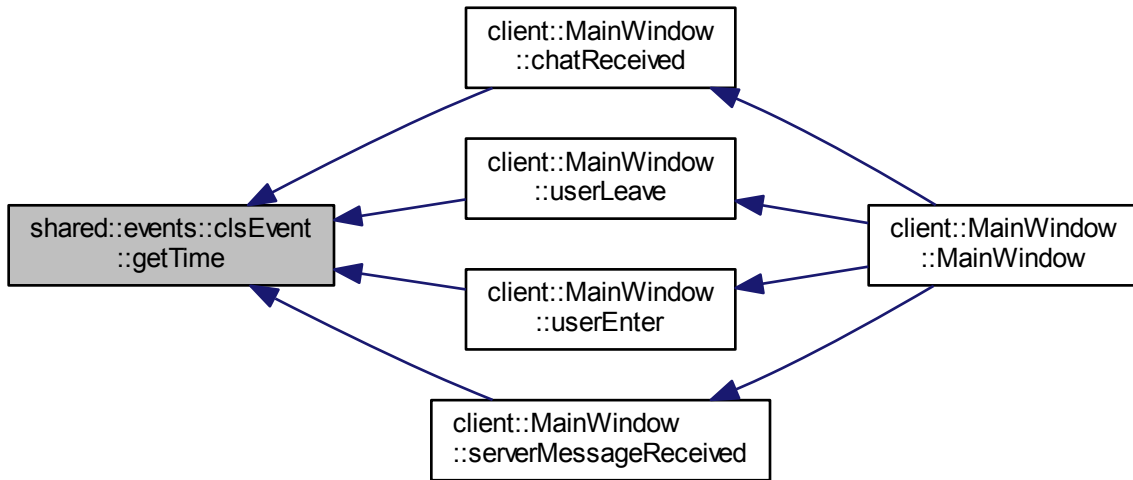 client::MainWindow
::chatReceived
client::MainWindow
::userLeave
shared::events::clsEvent
::getTime
client::MainWindow
::MainWindow
client::MainWindow
::userEnter
client::MainWindow
::serverMessageReceived